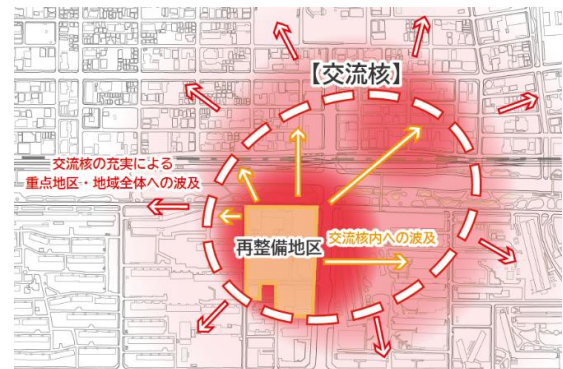 【交流核】
交流核の充実による
重点地区・地域全体への波及
再整備地区
交流核内への波及